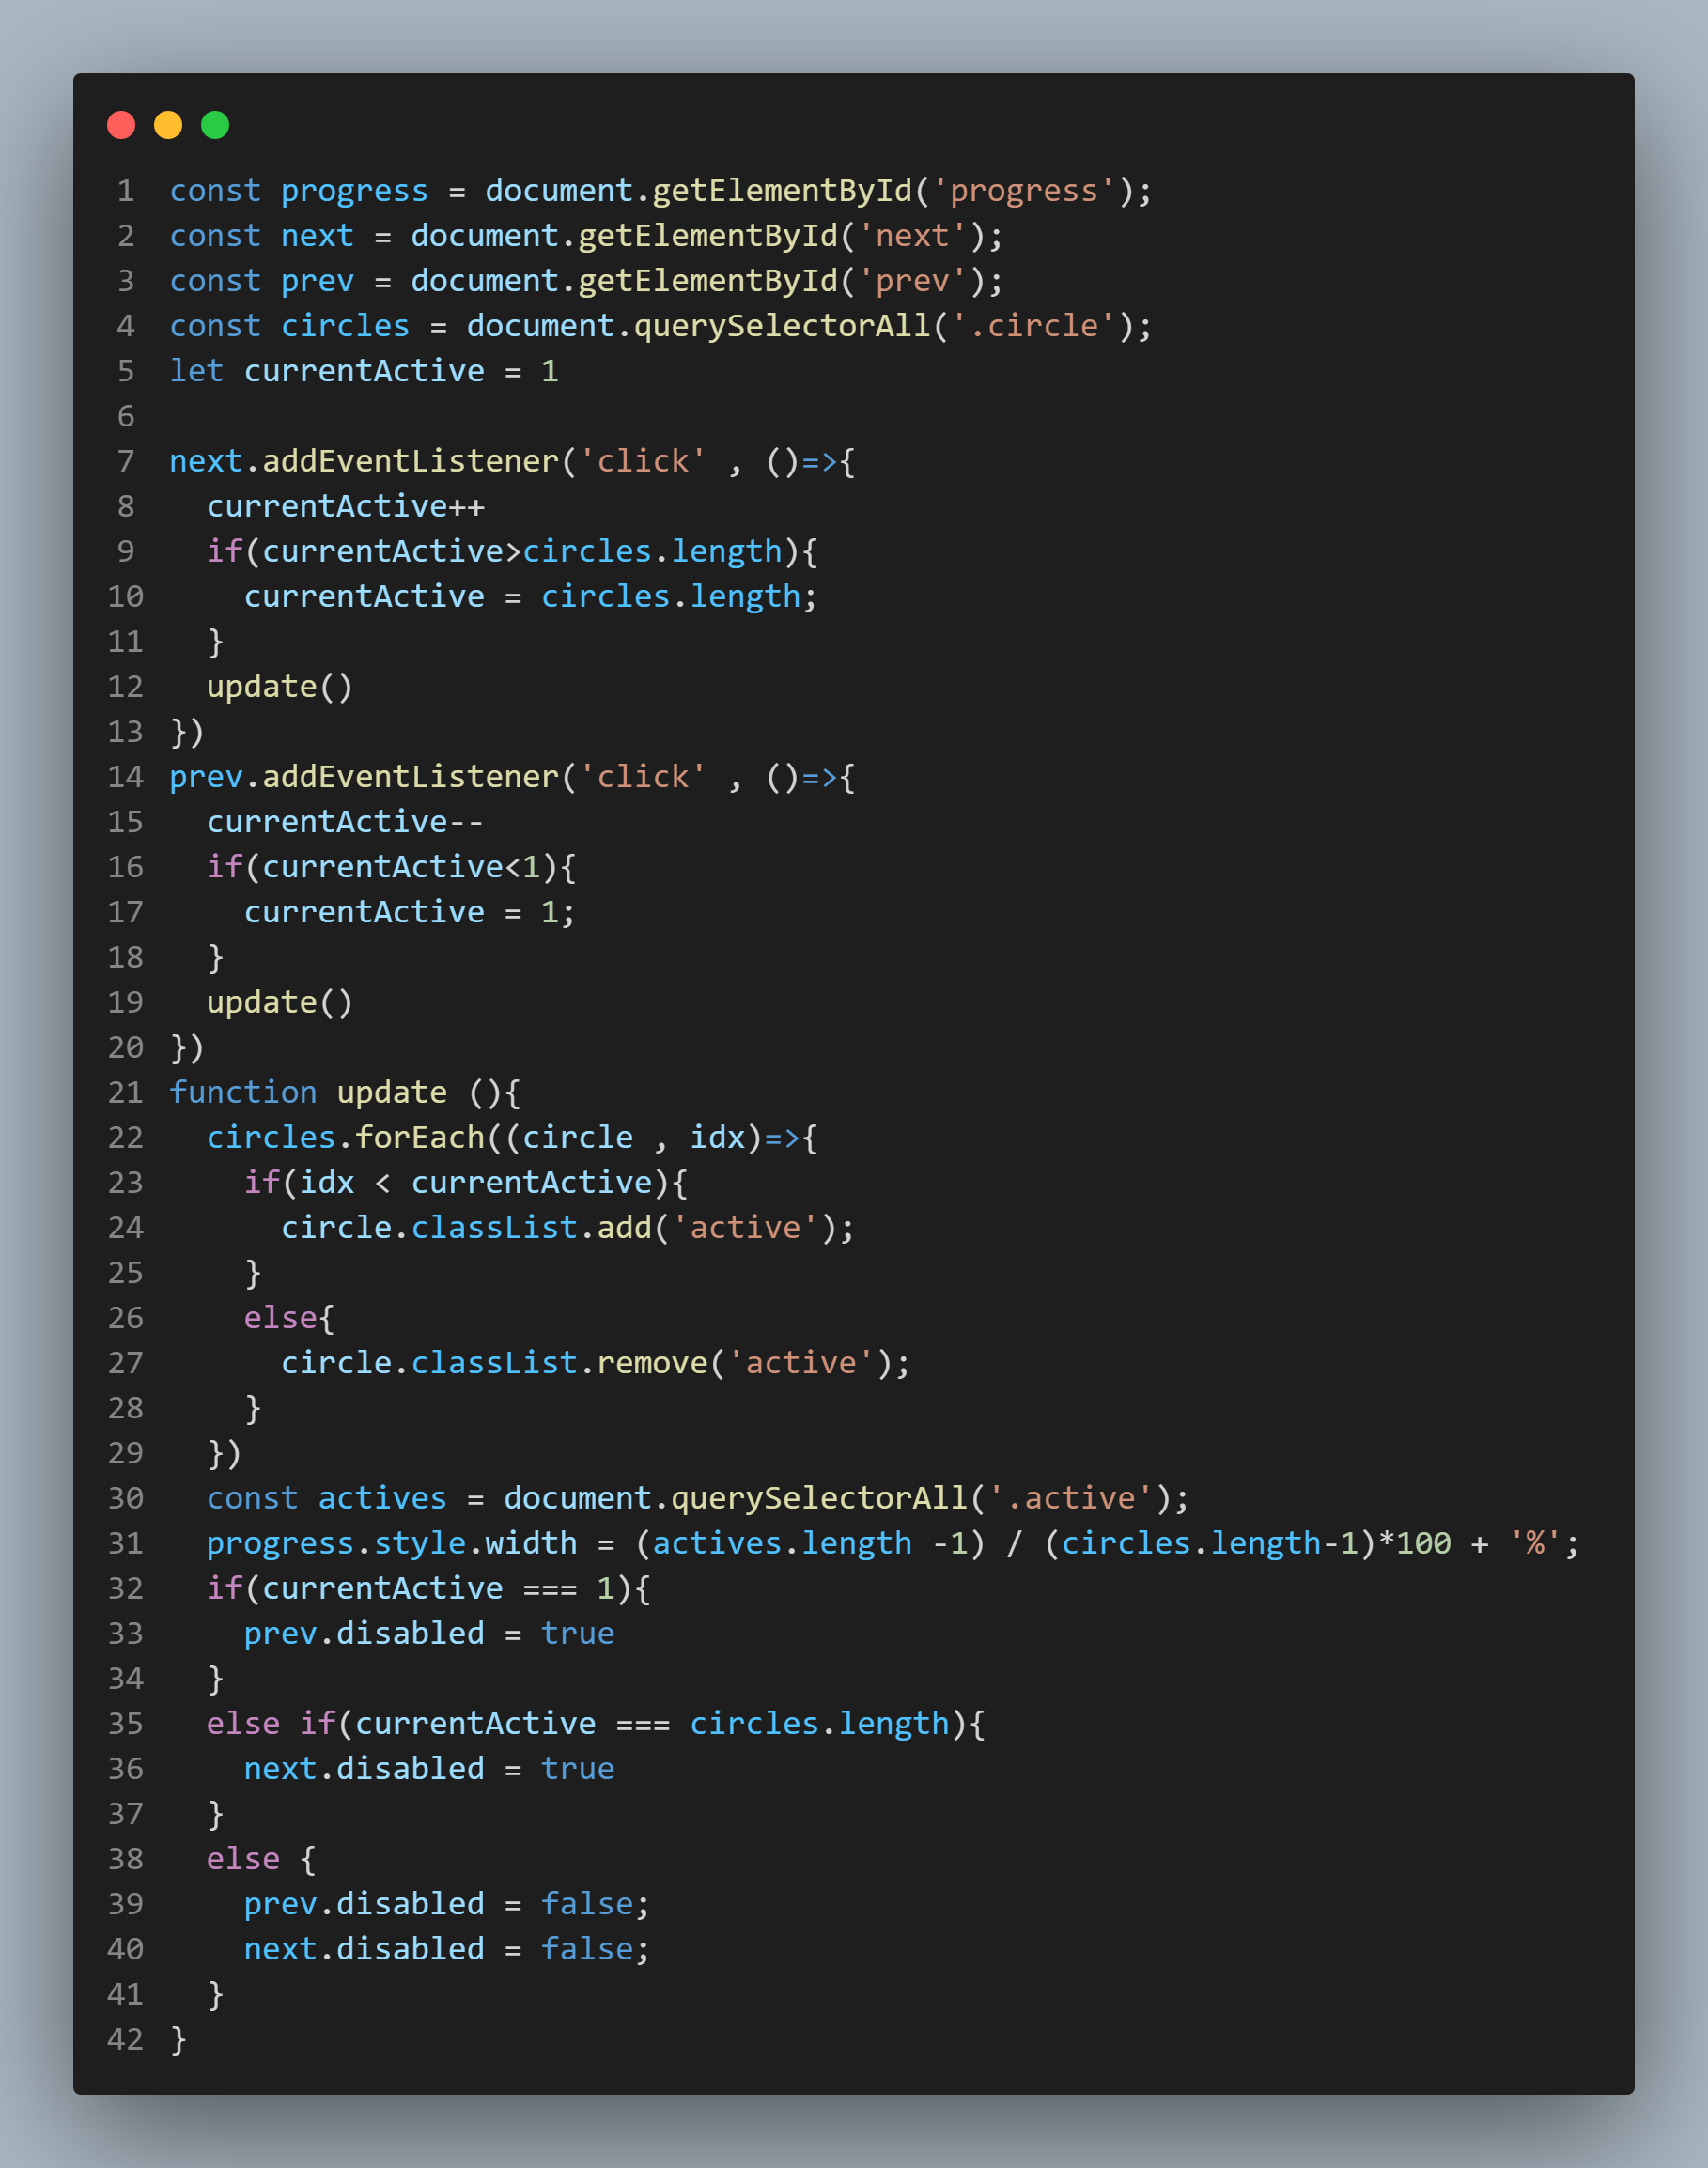 1 const progress = document.getElementById('progress');
2 const next = document.getElementById('next');
3 const prev = document.getElementById('prev');
4 const circles = document.querySelectorAll('.circle');
5 let currentActive = 1
6
7 next.addEventListener('click' , ()=>{
8   currentActive++
9   if(currentActive>circles.length){
10     currentActive = circles.length;
11   }
12   update()
13 })
14 prev.addEventListener('click' , ()=>{
15   currentActive--
16   if(currentActive<1){
17     currentActive = 1;
18   }
19   update()
20 })
21 function update (){
22   circles.forEach((circle , idx)=>{
23     if(idx < currentActive){
24       circle.classList.add('active');
25     }
26     else{
27       circle.classList.remove('active');
28     }
29   })
30   const actives = document.querySelectorAll('.active');
31   progress.style.width = (actives.length -1) / (circles.length-1)*100 + '%';
32   if(currentActive === 1){
33     prev.disabled = true
34   }
35   else if(currentActive === circles.length){
36     next.disabled = true
37   }
38   else {
39     prev.disabled = false;
40     next.disabled = false;
41   }
42 }